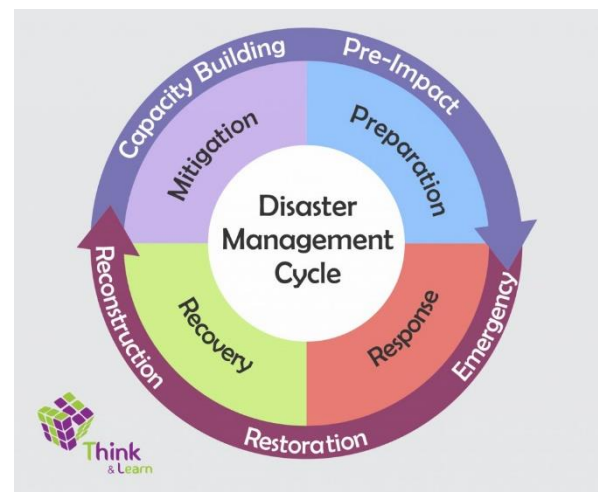 Capacity Building
Pre-Impact
Mitigation
Preparation
Disaster
Management
Cycle
Reconstruction
Recovery
Response
Emergency
Restoration
Think
& Learn